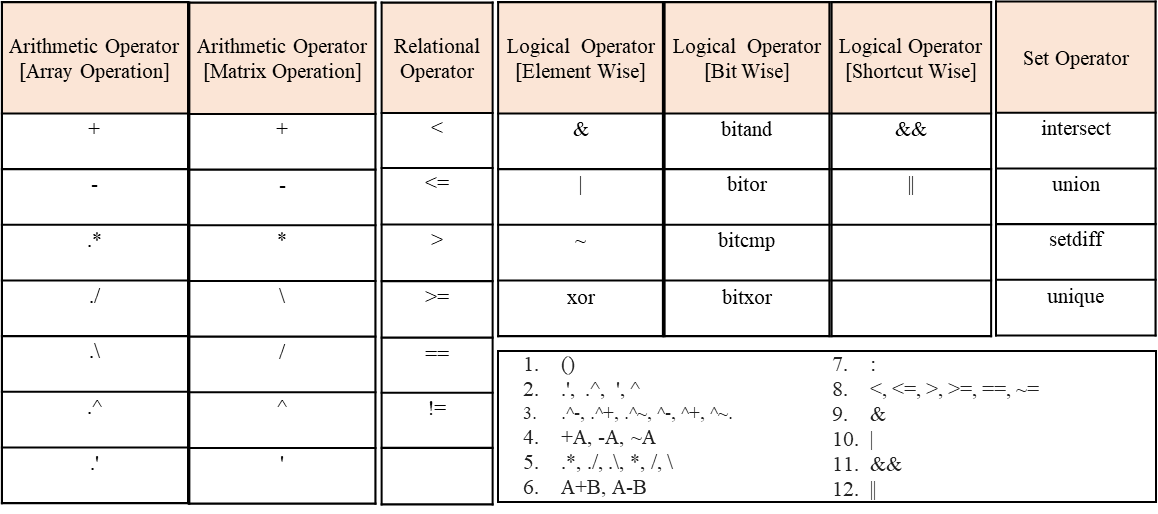 Arithmetic Operator Arithmetic Operator Relational Logical Operator Logical Operator Logical Operator Set Operator
[Array Operation] [Matrix Operation] Operator [Element Wise] [Bit Wise] [Shortcut Wise]
+ + < & bitand && intersect
- - <= | bitor || union
.* * > ~ bitcmp setdiff
./ \ >= xor bitxor unique
.\ / ==
.^ ^ !=
.' '
1. ()
2. .', .^, ', ^
3. .^-, .^+, .^~, ^-, ^+, ^~.
4. +A, -A, ~A
5. .*, ./, .\, *, /, \
6. A+B, A-B
7. :
8. <, <=, >, >=, ==, ~=
9. &
10. |
11. &&
12. ||